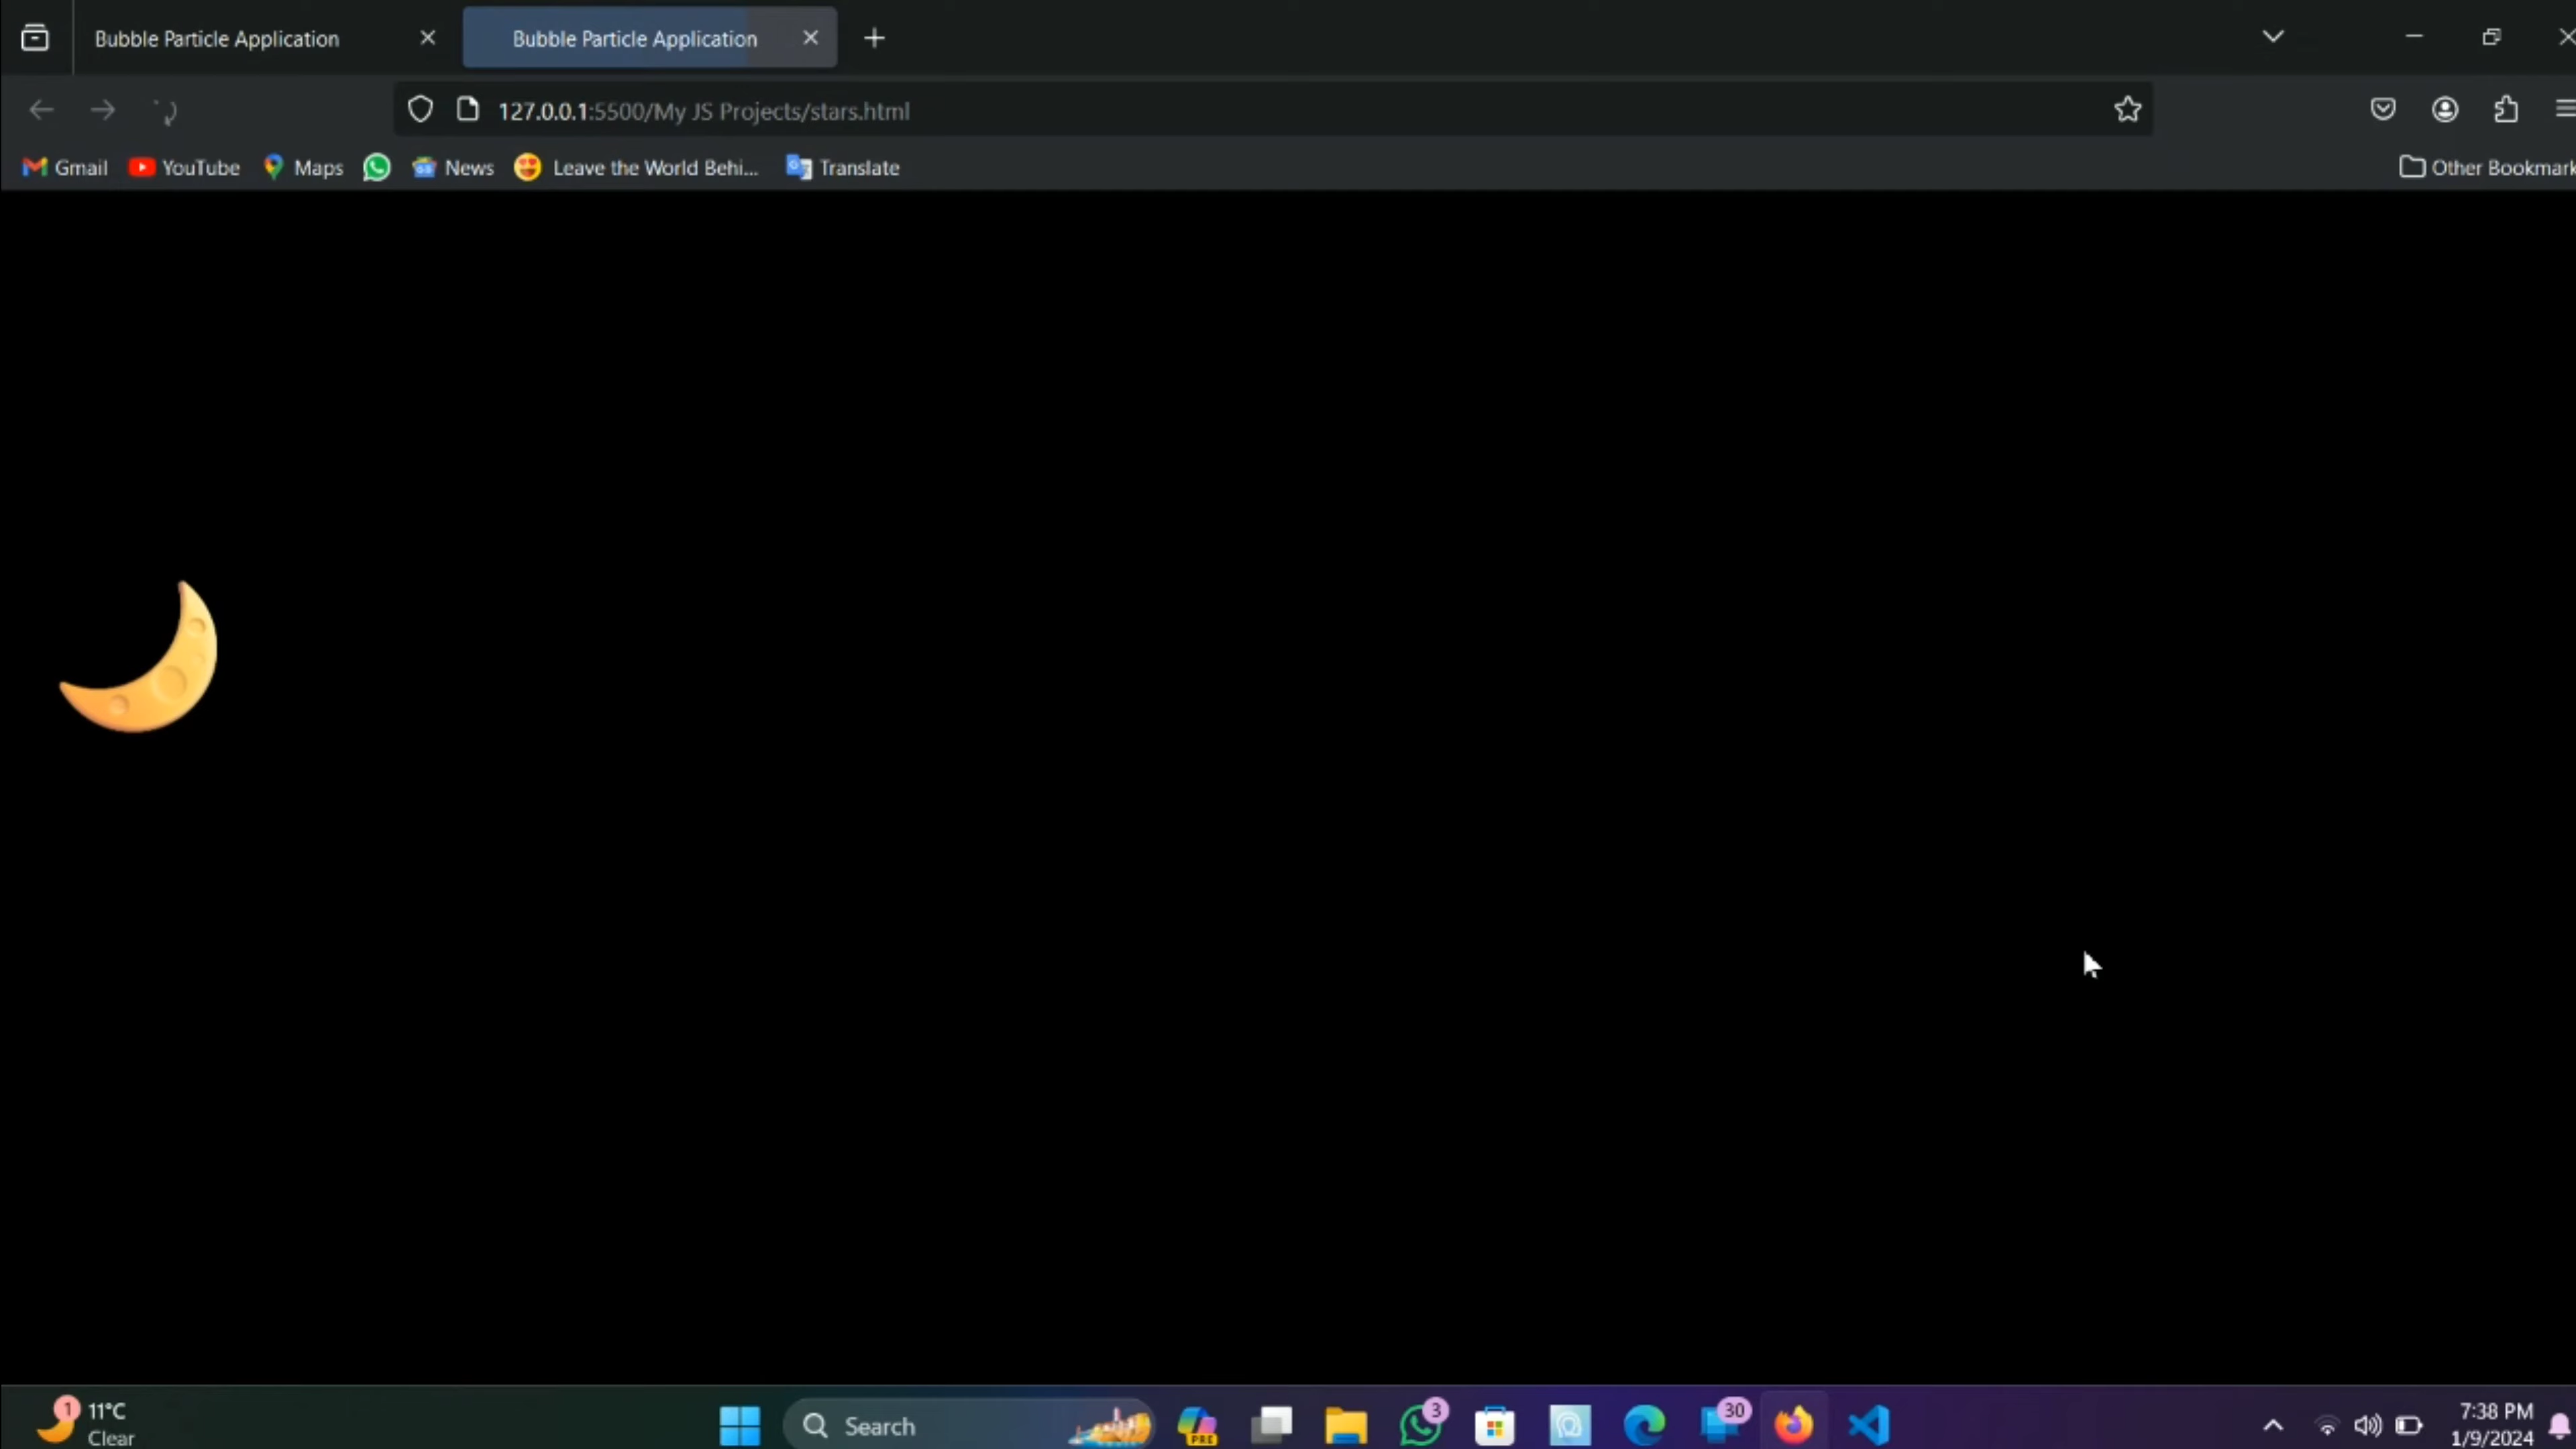 Bubble Particle Application
Bubble Particle Application
127.0.0.1:5500/My JS Projects/stars.html
Gmail YouTube Maps News Leave the World Behi... Translate Other Bookmark
1 11°C
Clear
Search
PRE
3
30
7:38 PM
1/9/2024